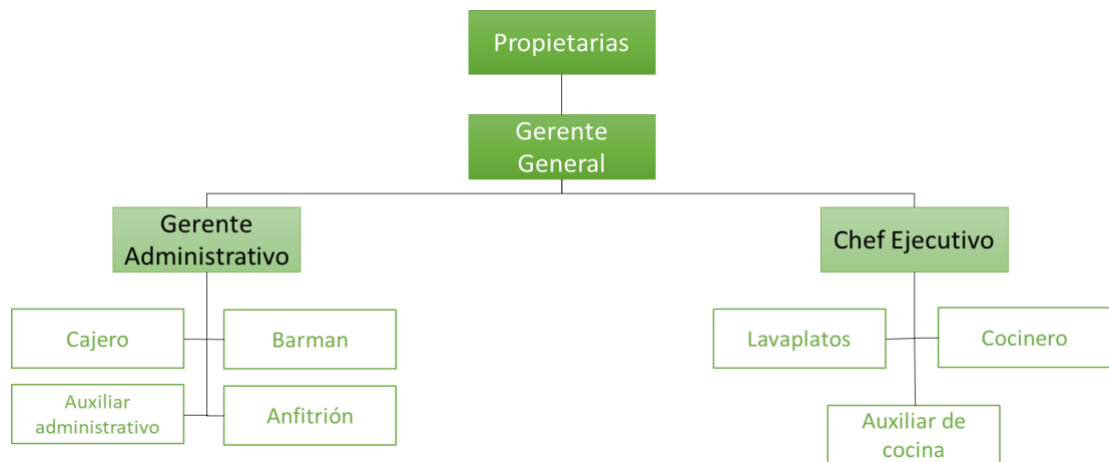 Propietarias
Gerente
General
Gerente
Administrativo
Chef Ejecutivo
Cajero
Barman
Lavaplatos
Cocinero
Auxiliar
administrativo
Anfitrión
Auxiliar de
cocina